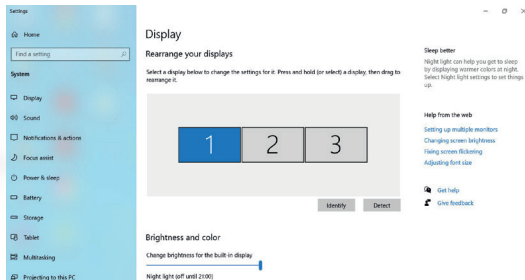 Settings
Home
Find a setting
System
Display
Sound
Notifications & actions
Focus assist
Power & sleep
Battery
Storage
Tablet
Multitasking
Projecting to this PC
Display
Rearrange your displays
Select a display below to change the settings for it. Press and hold (or select) a display, then drag to
rearrange it.
1 2 3
Identify Detect
Brightness and color
Change brightness for the built-in display
Night light (off until 21:00)
Sleep better
Night light can help you get to sleep
by displaying warmer colors at night.
Select Night light settings to set things
up.
Help from the web
Setting up multiple monitors
Changing screen brightness
Fixing screen flickering
Adjusting font size
Get help
Give feedback